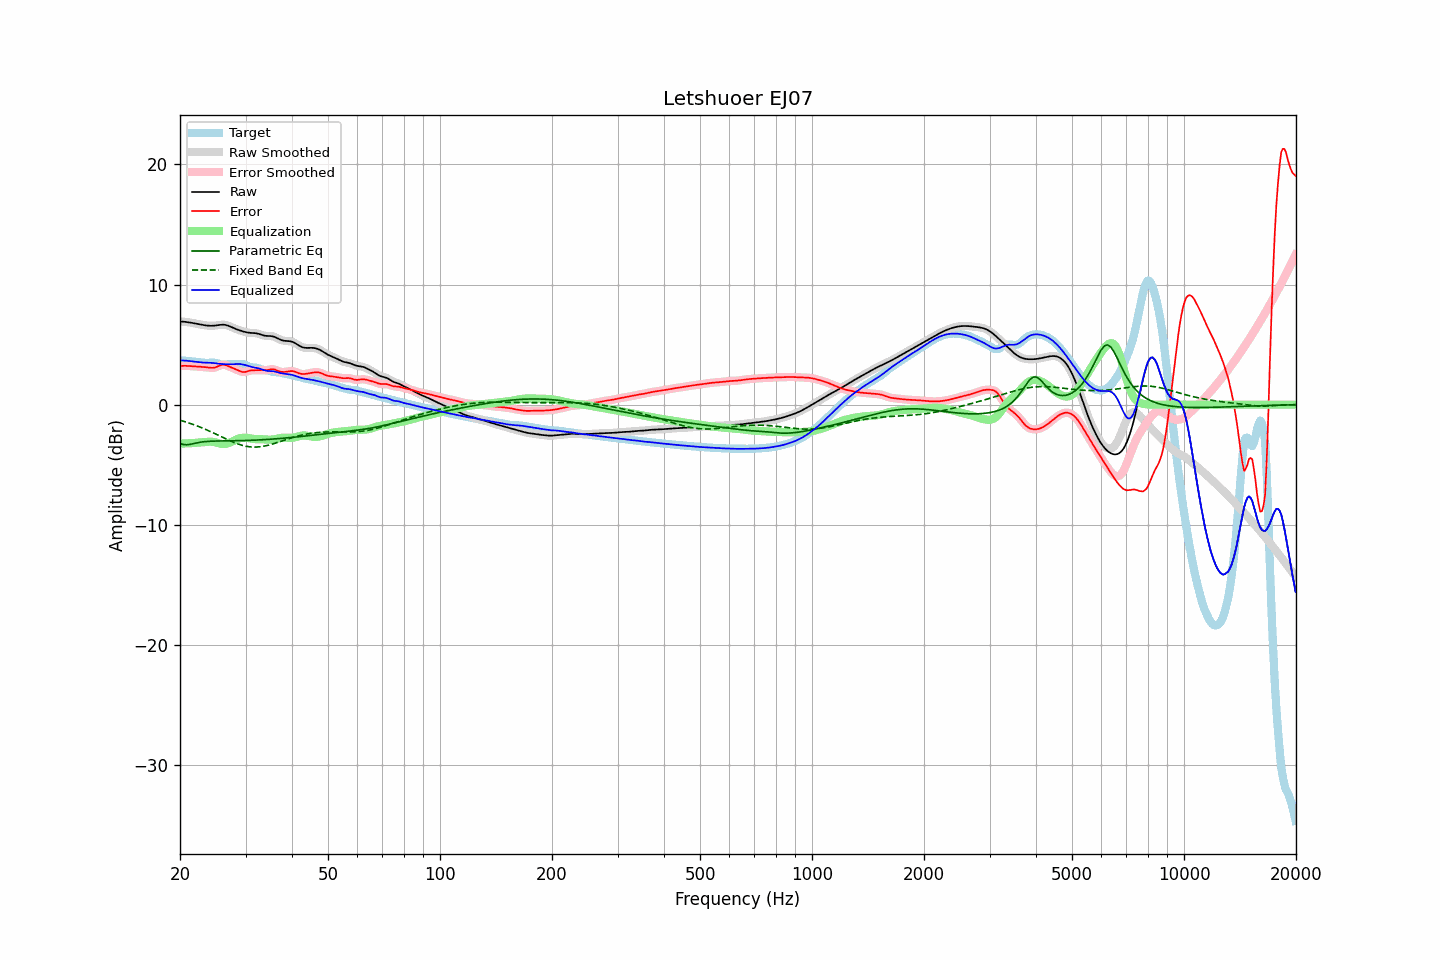 Letshuoer EJ07
Target
Raw Smoothed
Error Smoothed
Raw
Error
Equalization
Parametric Eq
Fixed Band Eq
Equalized
20
10
0
−10
−20
−30
Amplitude (dBr)
20 50 100 200 500 1000 2000 5000 10000 20000
Frequency (Hz)